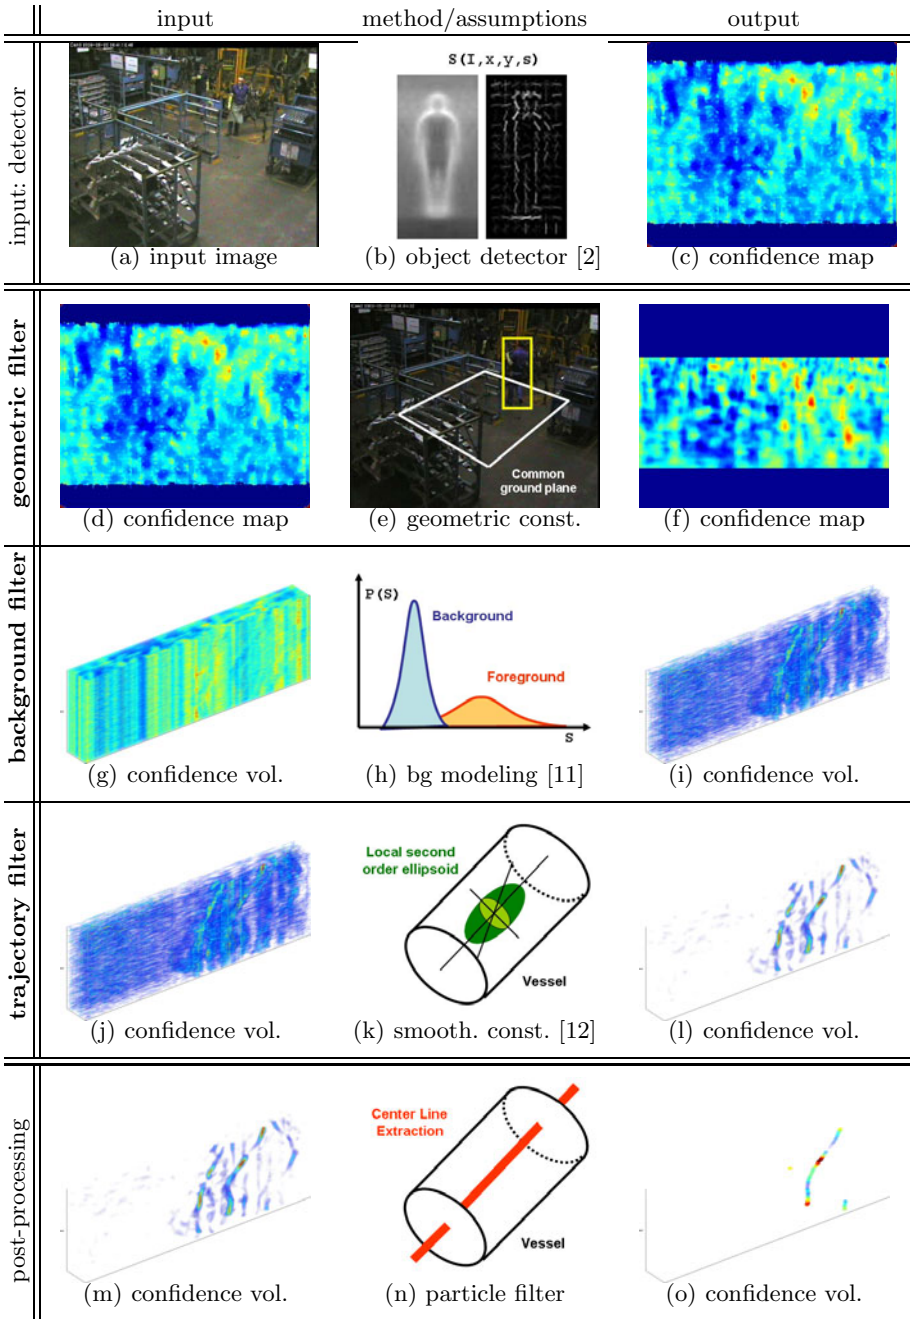 input method/assumptions output
input: detector
S(I,x,y,s)
(a) input image (b) object detector [2] (c) confidence map
geometric filter
Common
ground plane
(d) confidence map (e) geometric const. (f) confidence map
background filter
P(S)
Background
Foreground
S
(g) confidence vol. (h) bg modeling [11] (i) confidence vol.
trajectory filter
Local second
order ellipsoid
Vessel
(j) confidence vol. (k) smooth. const. [12] (l) confidence vol.
post-processing
Center Line
Extraction
Vessel
(m) confidence vol. (n) particle filter (o) confidence vol.